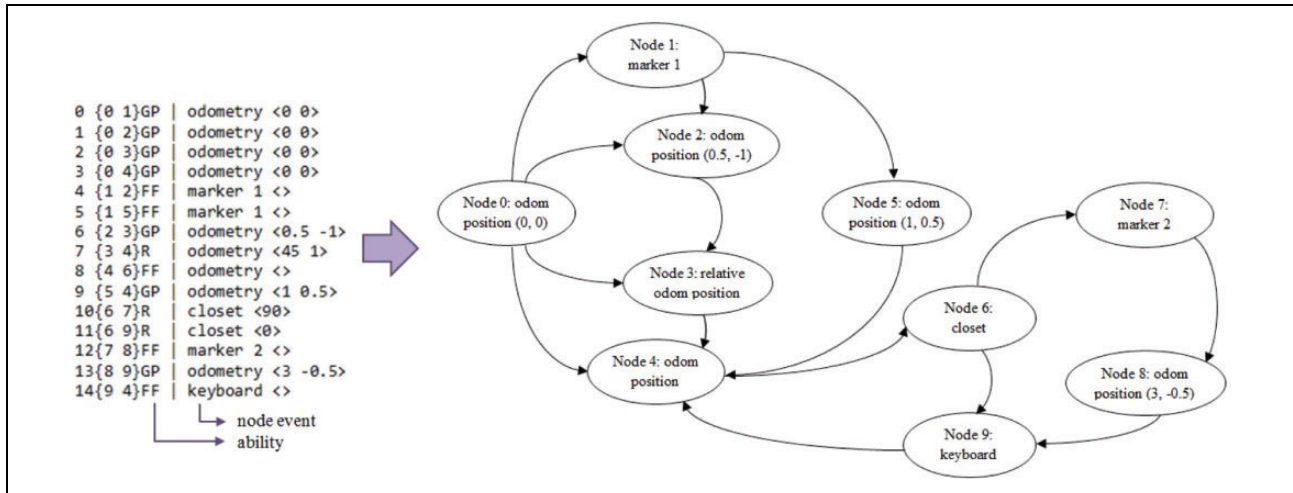 0 {0 1}GP | odometry <0 0>
1 {0 2}GP | odometry <0 0>
2 {0 3}GP | odometry <0 0>
3 {0 4}GP | odometry <0 0>
4 {1 2}FF | marker 1 <>
5 {1 5}FF | marker 1 <>
6 {2 3}GP | odometry <0.5 -1>
7 {3 4}R | odometry <45 1>
8 {4 6}FF | odometry <>
9 {5 4}GP | odometry <1 0.5>
10{6 7}R | closet <90>
11{6 9}R | closet <0>
12{7 8}FF | marker 2 <>
13{8 9}GP | odometry <3 -0.5>
14{9 4}FF | keyboard <>
node event
ability
Node 1:
marker 1
Node 2: odom
position (0.5, -1)
Node 0: odom
position (0, 0)
Node 5: odom
position (1, 0.5)
Node 7:
marker 2
Node 3: relative
odom position
Node 6:
closet
Node 4: odom
position
Node 8: odom
position (3, -0.5)
Node 9:
keyboard